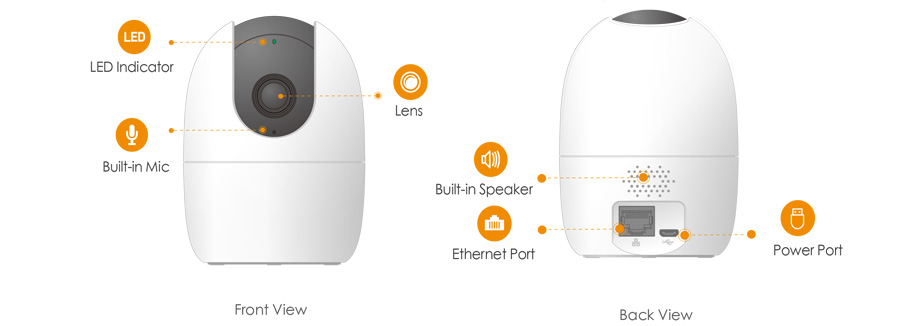 LED
LED Indicator
Lens
Built-in Mic
Front View
Built-in Speaker
Ethernet Port
Power Port
Back View